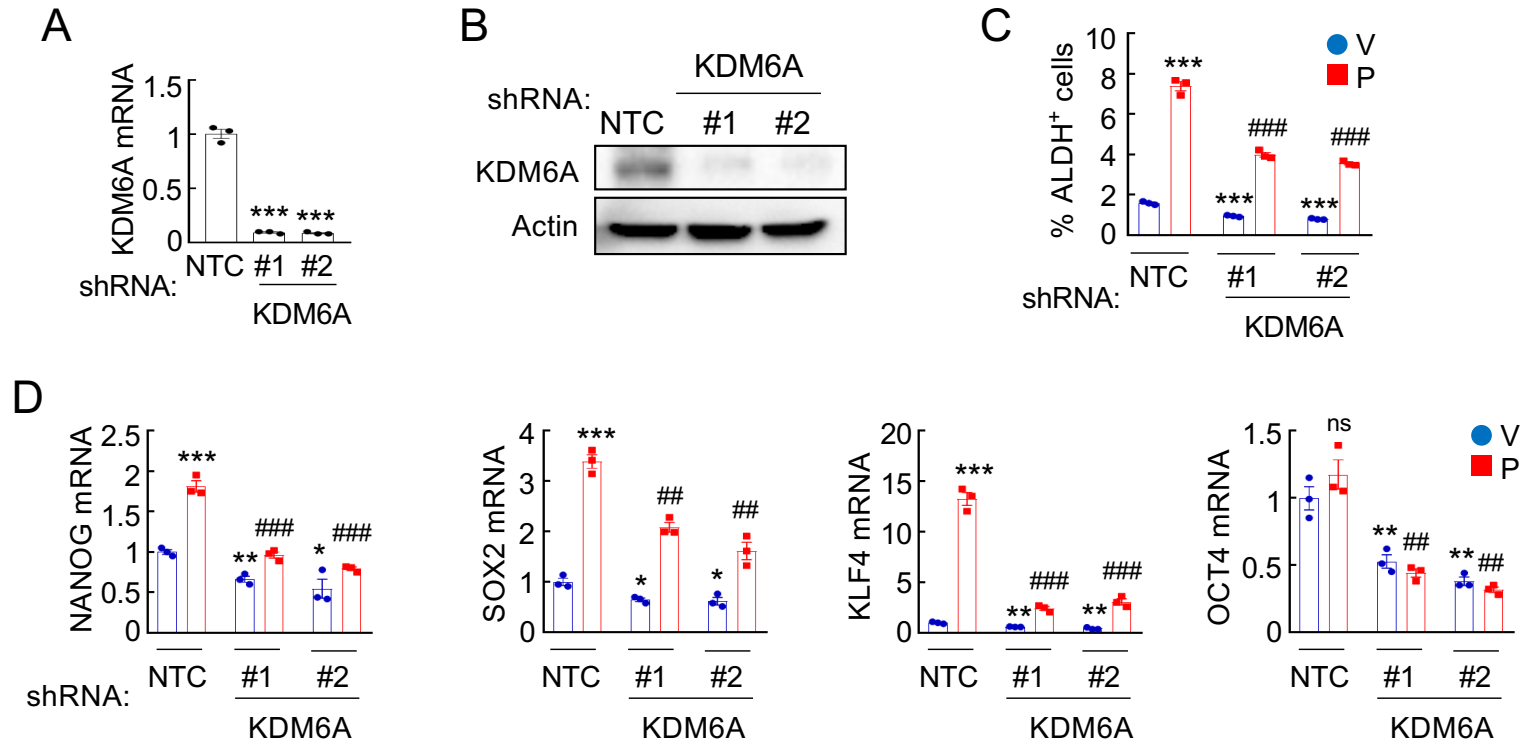 A
KDM6A mRNA
1.5
1
0.5
0
*** ***
NTC #1 #2
shRNA:
KDM6A
B
KDM6A
shRNA:
NTC #1 #2
KDM6A
Actin
C
% ALDH+ cells
10
8
6
4
2
0
***
***
###
***
###
V
P
NTC #1 #2
shRNA:
KDM6A
D
NANOG mRNA
2.5
2
1.5
1
0.5
0
***
**
###
*
###
NTC #1 #2
shRNA:
KDM6A
SOX2 mRNA
4
3
2
1
0
***
*
##
*
##
NTC #1 #2
KDM6A
KLF4 mRNA
20
15
10
5
0
***
**
###
**
###
NTC #1 #2
KDM6A
OCT4 mRNA
1.5
1
0.5
0
ns
**
##
**
##
V
P
NTC #1 #2
KDM6A